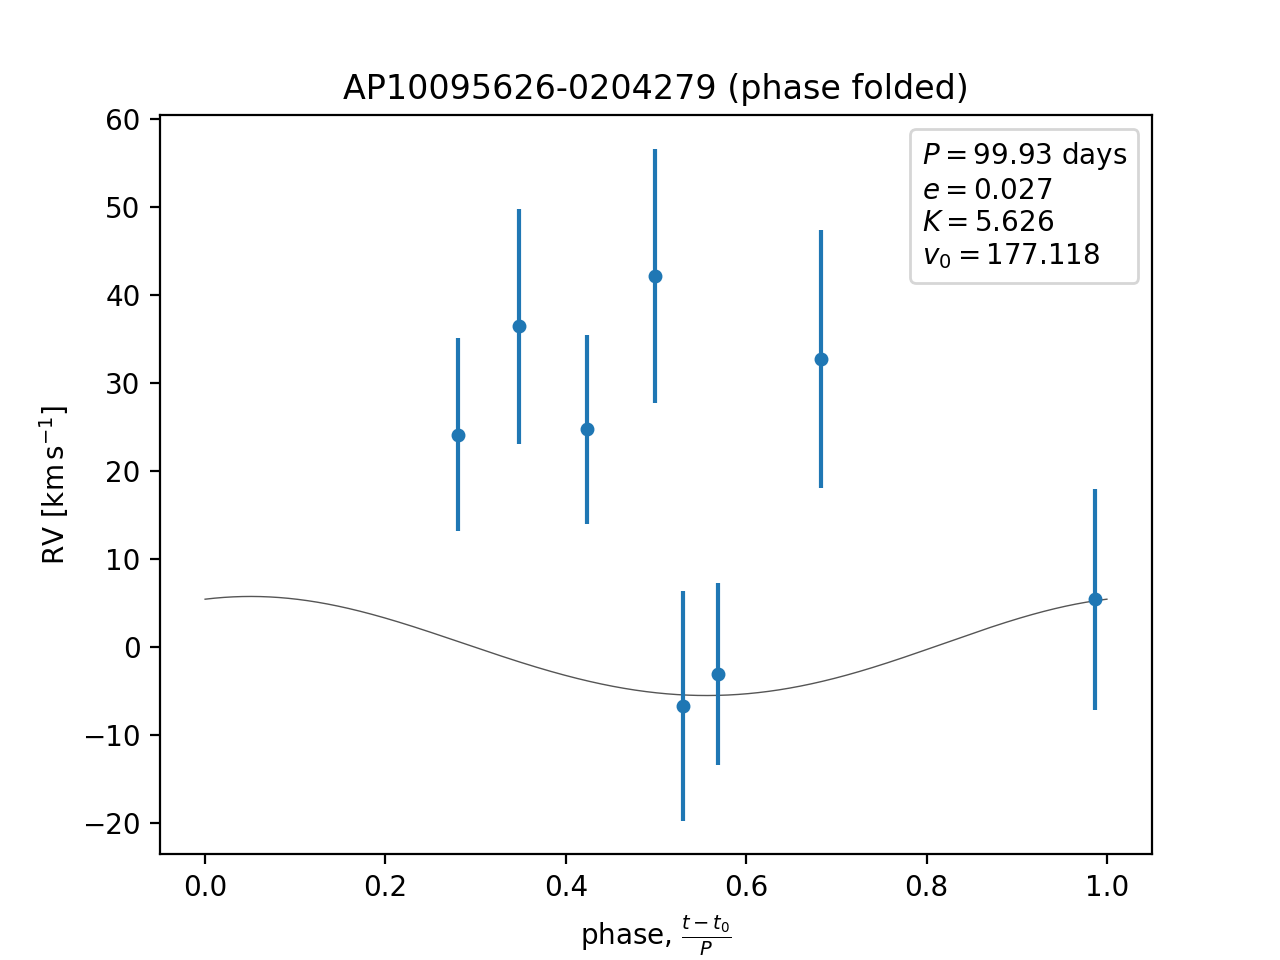 AP10095626-0204279 (phase folded)
P = 99.93 days
e = 0.027
K = 5.626
v₀ = 177.118
RV [km s⁻¹]
60
50
40
30
20
10
0
−10
−20
0.0 0.2 0.4 0.6 0.8 1.0
phase, (t − t₀)/P